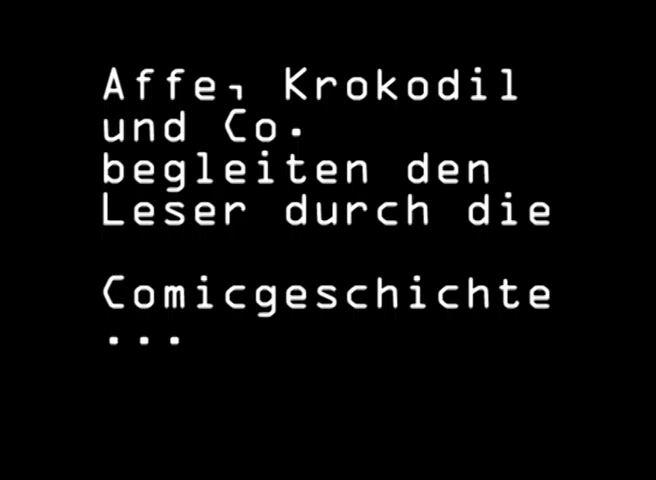 Affe, Krokodil
und Co.
begleiten den
Leser durch die
Comicgeschichte
...